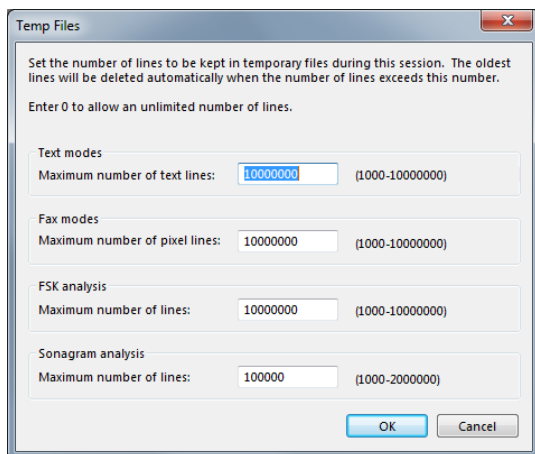 Temp Files
Set the number of lines to be kept in temporary files during this session. The oldest
lines will be deleted automatically when the number of lines exceeds this number.
Enter 0 to allow an unlimited number of lines.
Text modes
Maximum number of text lines: 10000000 (1000-10000000)
Fax modes
Maximum number of pixel lines: 10000000 (1000-10000000)
FSK analysis
Maximum number of lines: 10000000 (1000-10000000)
Sonagram analysis
Maximum number of lines: 100000 (1000-2000000)
OK Cancel